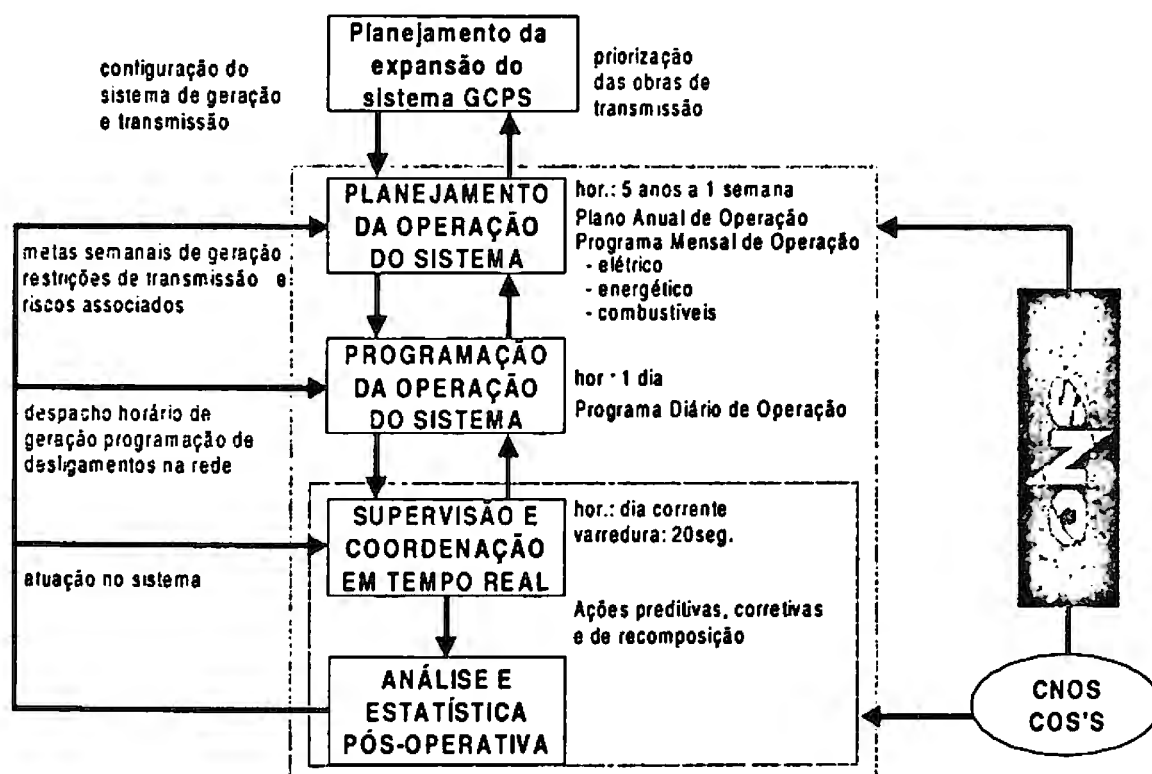 Planejamento da
expansão do
sistema GCPS
configuração do
sistema de geração
e transmissão
priorização
das obras de
transmissão
PLANEJAMENTO
DA OPERAÇÃO
DO SISTEMA
hor.: 5 anos a 1 semana
Plano Anual de Operação
Programa Mensal de Operação
- elétrico
- energético
- combustíveis
metas semanais de geração
restrições de transmissão e
riscos associados
PROGRAMAÇÃO
DA OPERAÇÃO
DO SISTEMA
hor : 1 dia
Programa Diário de Operação
despacho horário de
geração programação de
desligamentos na rede
SUPERVISÃO E
COORDENAÇÃO
EM TEMPO REAL
hor.: dia corrente
varredura: 20seg.
atuação no sistema
Ações preditivas, corretivas
e de recomposição
ANÁLISE E
ESTATÍSTICA
PÓS-OPERATIVA
ONS
CNOS
COS'S